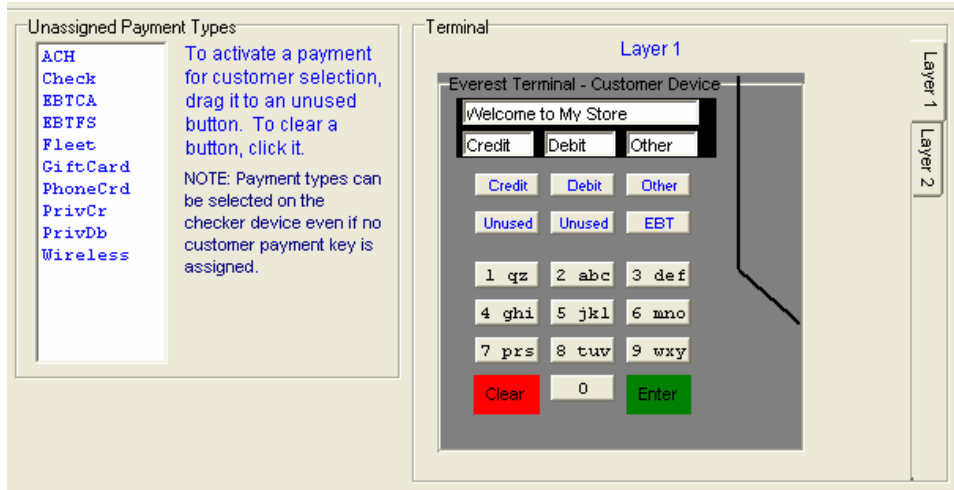 Unassigned Payment Types
ACH
Check
EBTCA
EBTFS
Fleet
GiftCard
PhoneCrd
PrivCr
PrivDb
Wireless
To activate a payment
for customer selection,
drag it to an unused
button. To clear a
button, click it.
NOTE: Payment types can
be selected on the
checker device even if no
customer payment key is
assigned.
Terminal
Layer 1
Everest Terminal - Customer Device
Welcome to My Store
Credit Debit Other
Credit Debit Other
Unused Unused EBT
1 qz 2 abc 3 def
4 ghi 5 jkl 6 mno
7 prs 8 tuv 9 wxy
Clear 0 Enter
Layer 1
Layer 2